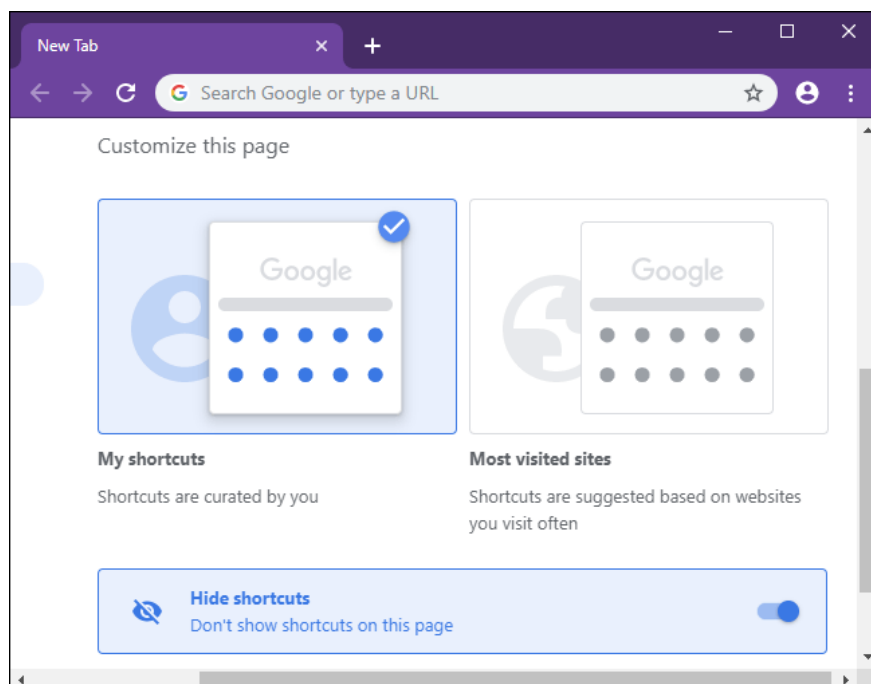 New Tab
Search Google or type a URL
Customize this page
Google
Google
My shortcuts
Shortcuts are curated by you
Most visited sites
Shortcuts are suggested based on websites
you visit often
Hide shortcuts
Don't show shortcuts on this page